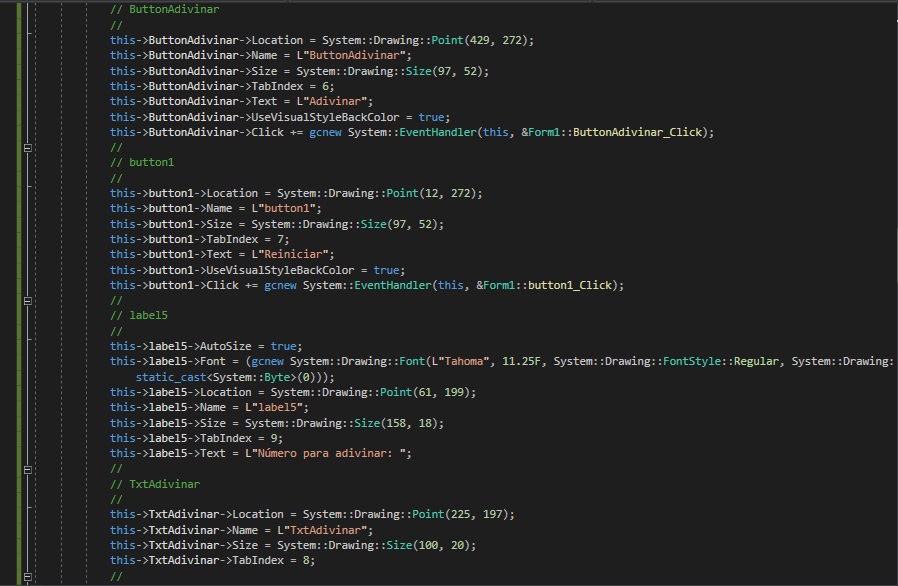 // ButtonAdivinar
//
this->ButtonAdivinar->Location = System::Drawing::Point(429, 272);
this->ButtonAdivinar->Name = L"ButtonAdivinar";
this->ButtonAdivinar->Size = System::Drawing::Size(97, 52);
this->ButtonAdivinar->TabIndex = 6;
this->ButtonAdivinar->Text = L"Adivinar";
this->ButtonAdivinar->UseVisualStyleBackColor = true;
this->ButtonAdivinar->Click += gcnew System::EventHandler(this, &Form1::ButtonAdivinar_Click);
//
// button1
//
this->button1->Location = System::Drawing::Point(12, 272);
this->button1->Name = L"button1";
this->button1->Size = System::Drawing::Size(97, 52);
this->button1->TabIndex = 7;
this->button1->Text = L"Reiniciar";
this->button1->UseVisualStyleBackColor = true;
this->button1->Click += gcnew System::EventHandler(this, &Form1::button1_Click);
//
// label5
//
this->label5->AutoSize = true;
this->label5->Font = (gcnew System::Drawing::Font(L"Tahoma", 11.25F, System::Drawing::FontStyle::Regular, System::Drawing:
static_cast<System::Byte>(0)));
this->label5->Location = System::Drawing::Point(61, 199);
this->label5->Name = L"label5";
this->label5->Size = System::Drawing::Size(158, 18);
this->label5->TabIndex = 9;
this->label5->Text = L"Número para adivinar: ";
//
// TxtAdivinar
//
this->TxtAdivinar->Location = System::Drawing::Point(225, 197);
this->TxtAdivinar->Name = L"TxtAdivinar";
this->TxtAdivinar->Size = System::Drawing::Size(100, 20);
this->TxtAdivinar->TabIndex = 8;
//